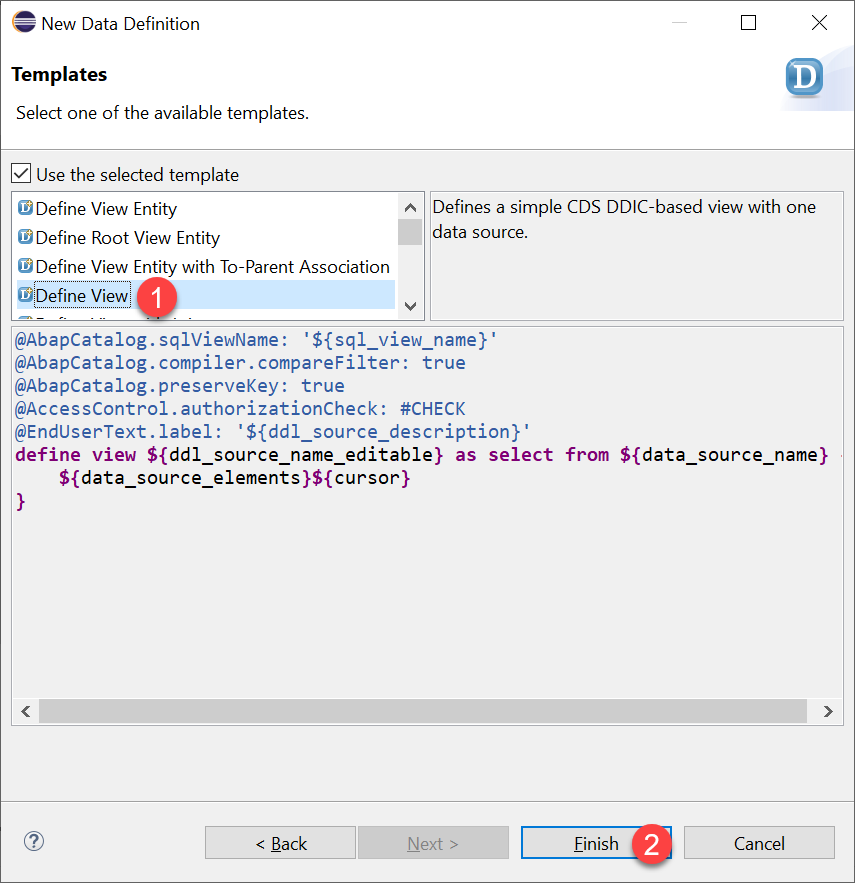 New Data Definition
Templates
Select one of the available templates.
D
Use the selected template
Define View Entity
Define Root View Entity
Define View Entity with To-Parent Association
Define View
1
Defines a simple CDS DDIC-based view with one
data source.
@AbapCatalog.sqlViewName: '${sql_view_name}'
@AbapCatalog.compiler.compareFilter: true
@AbapCatalog.preserveKey: true
@AccessControl.authorizationCheck: #CHECK
@EndUserText.label: '${ddl_source_description}'
define view ${ddl_source_name_editable} as select from ${data_source_name}
${data_source_elements}${cursor}
}
?
< Back
Next >
Finish
2
Cancel